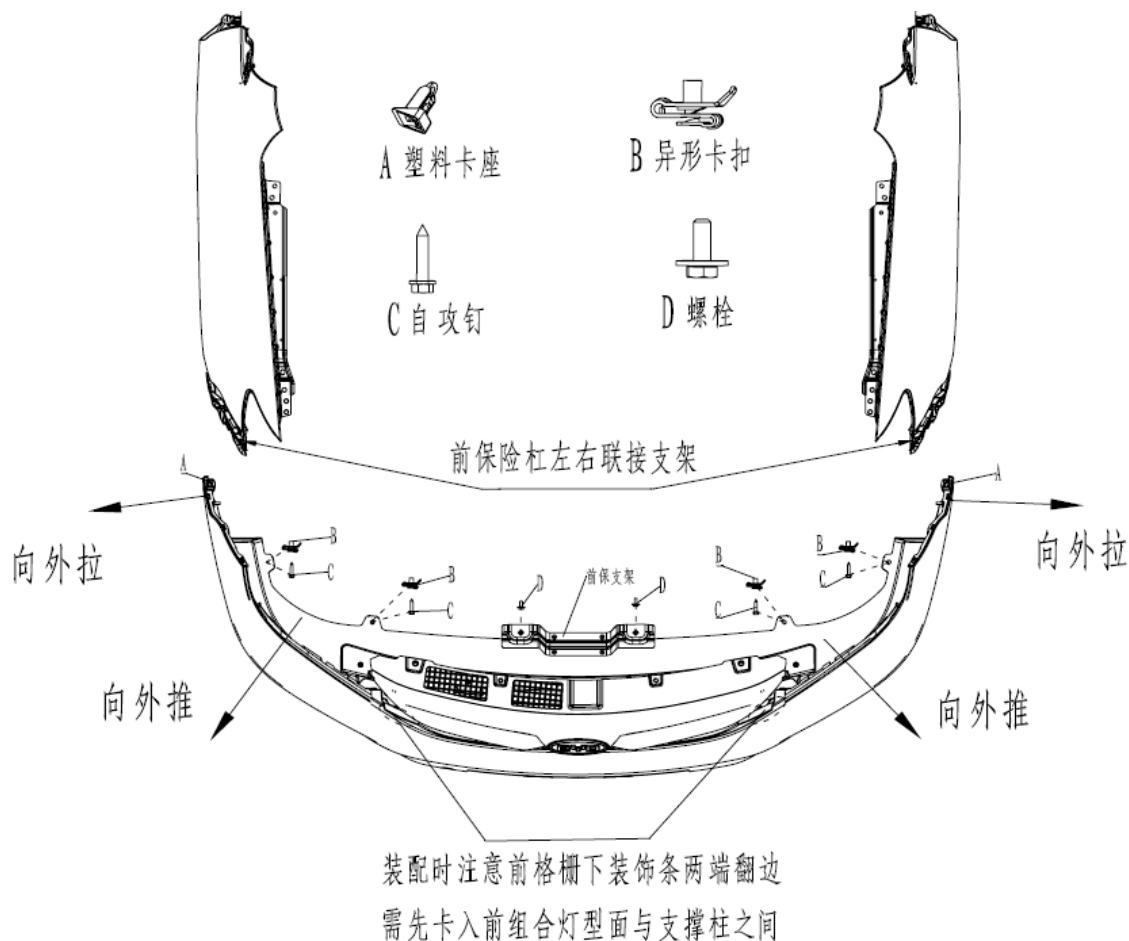 A 塑料卡座
B 异形卡扣
C 自攻钉
D 螺栓
前保险杠左右联接支架
A
A
向外拉
向外拉
B
C
B
C
D
前保支架
D
B
C
B
C
向外推
向外推
装配时注意前格栅下装饰条两端翻边
需先卡入前组合灯型面与支撑柱之间